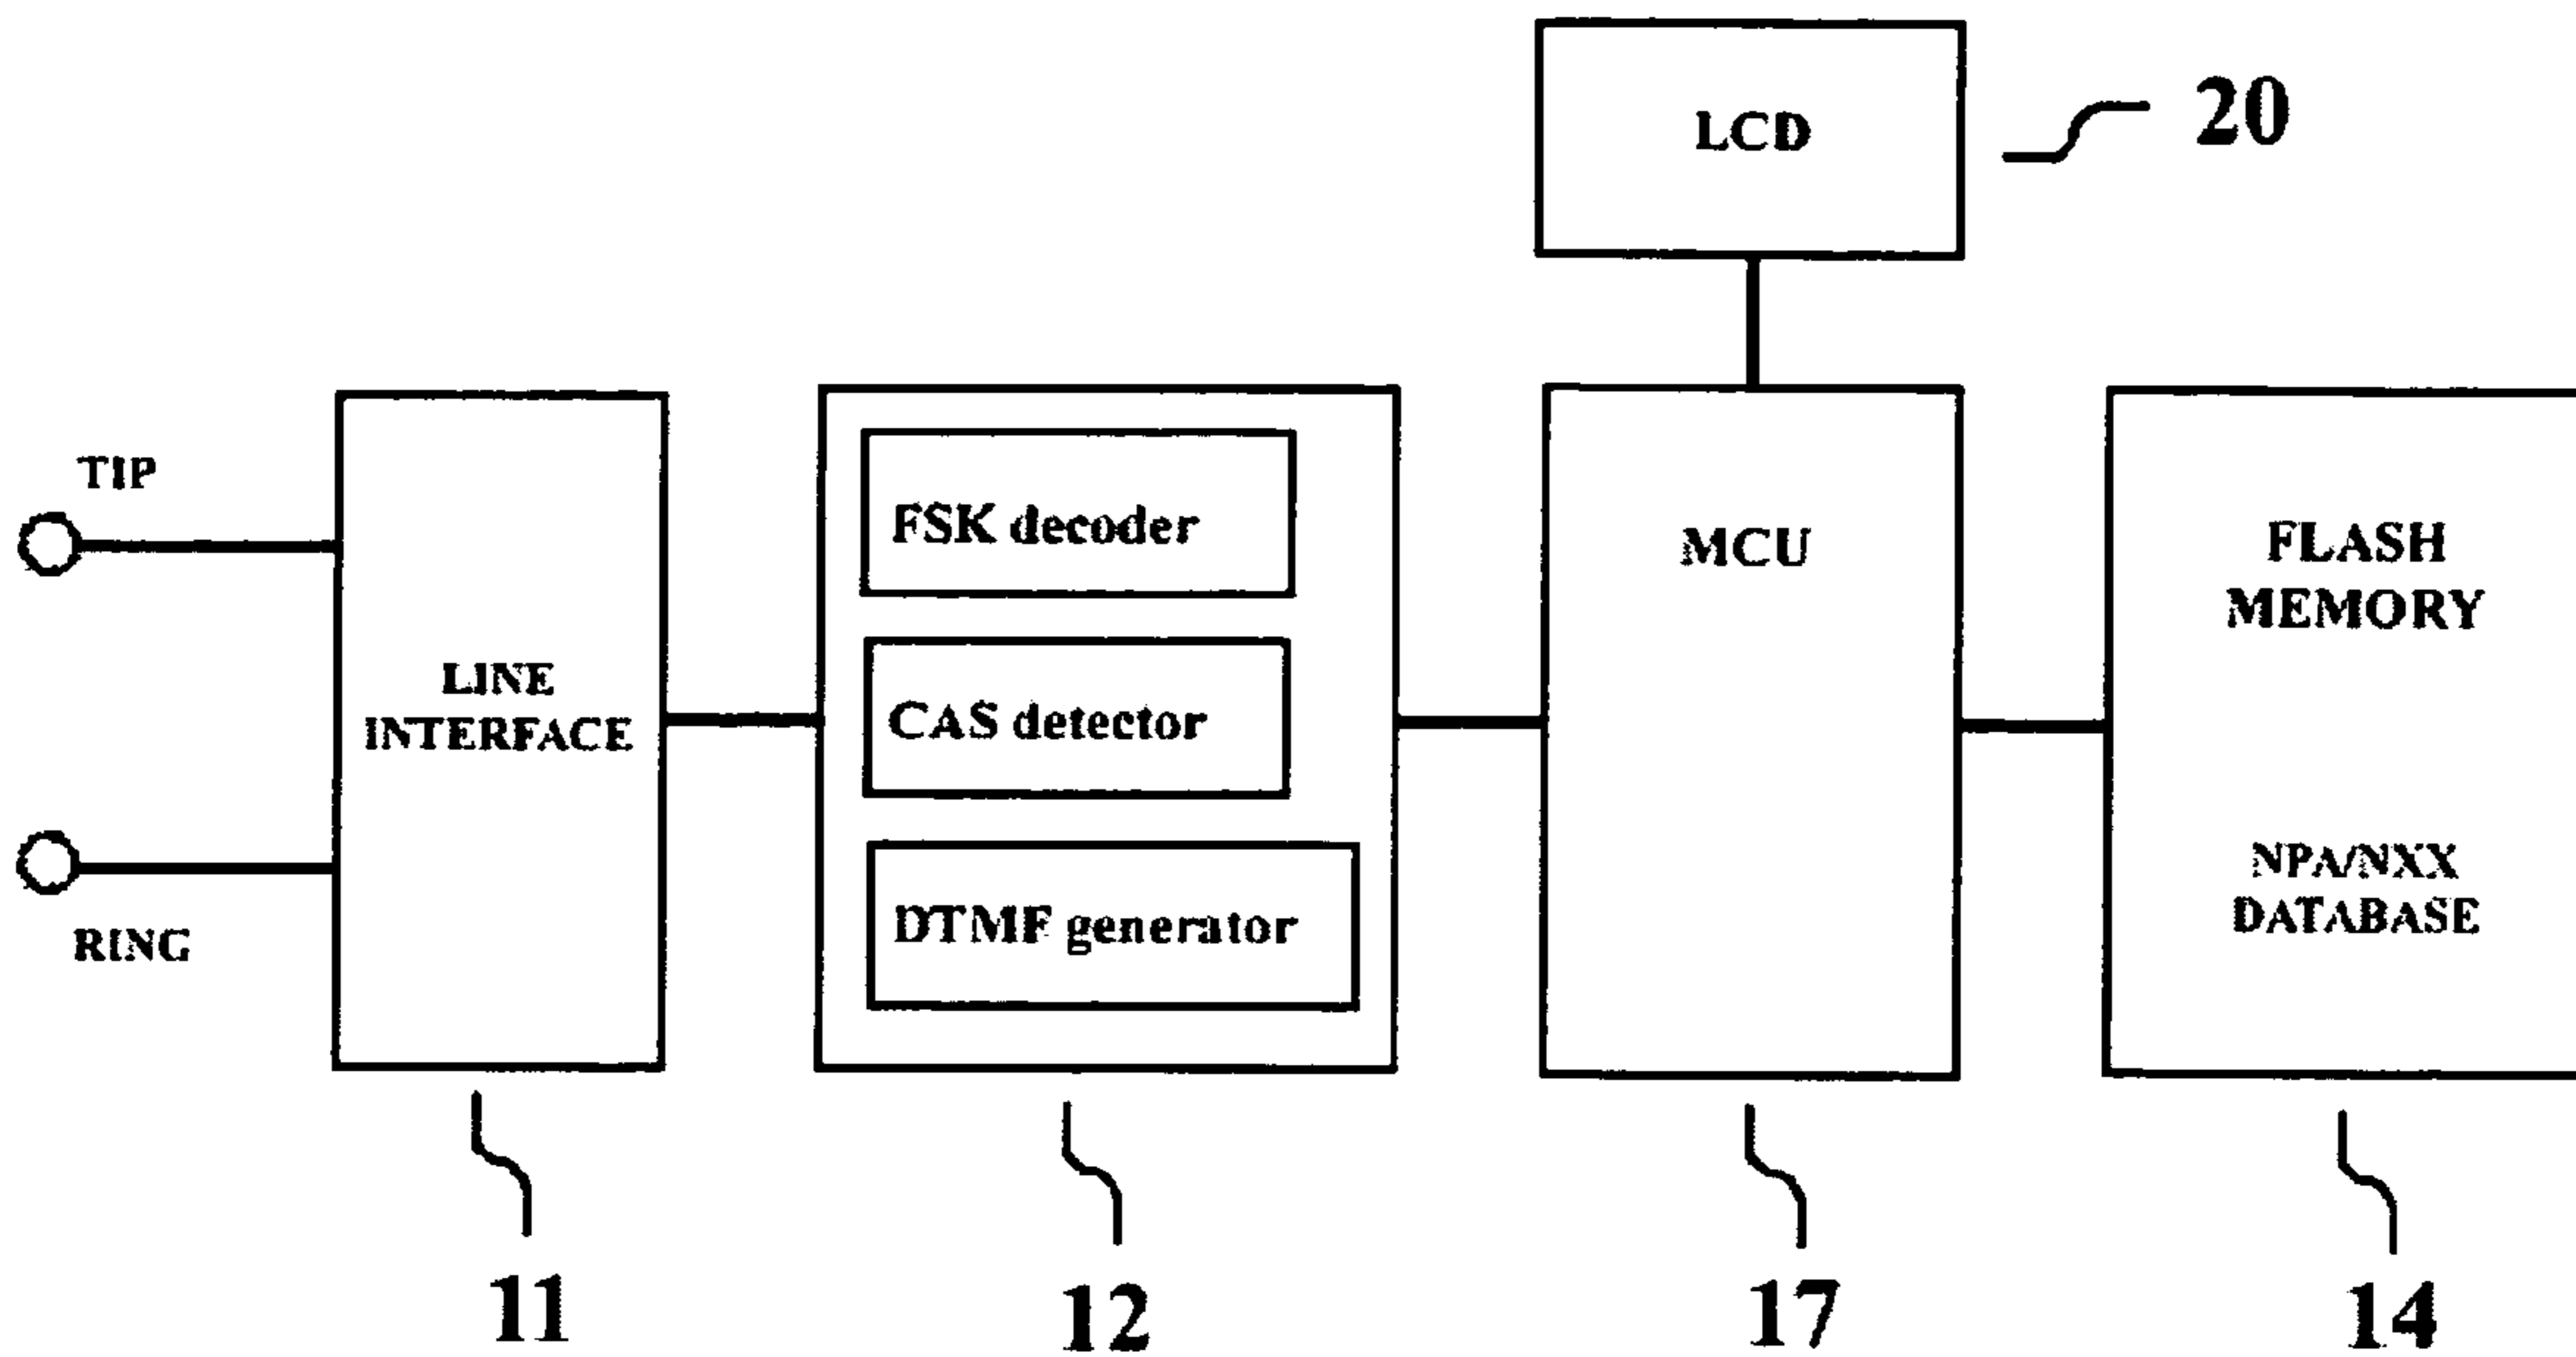 LCD
20
TIP
RING
LINE
INTERFACE
FSK decoder
CAS detector
DTMF generator
MCU
FLASH
MEMORY
NPA/NXX
DATABASE
11
12
17
14